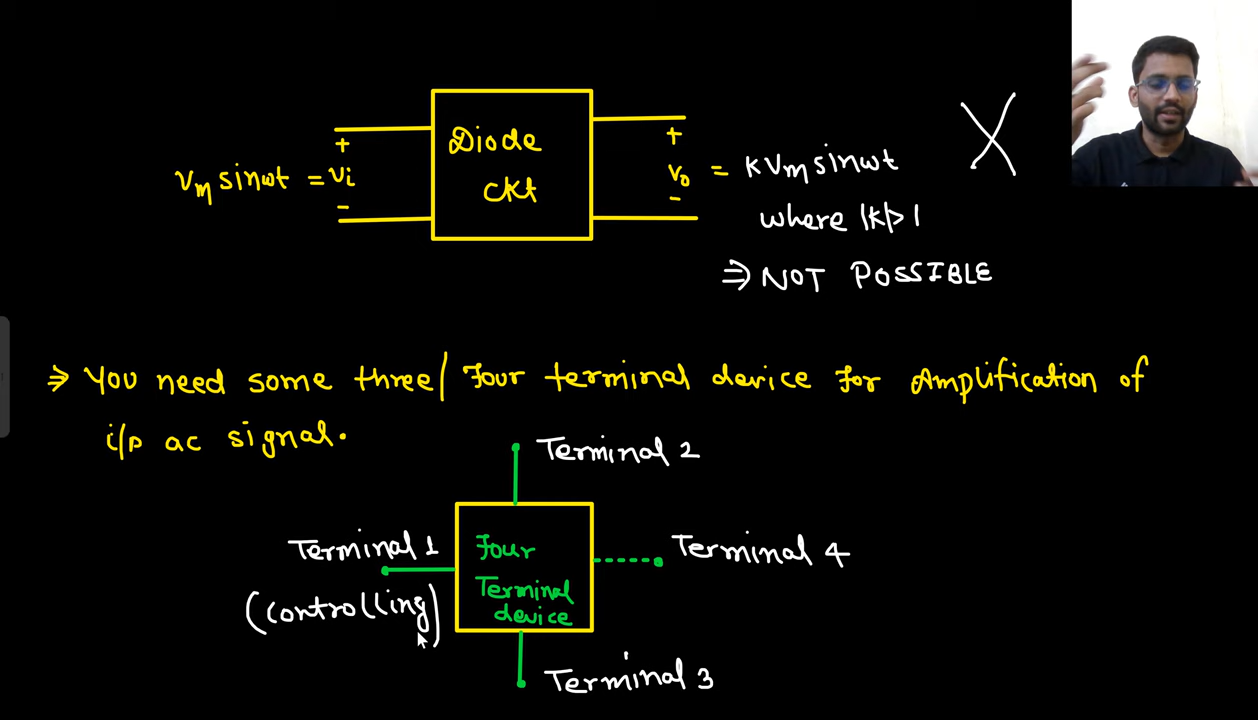 Diode
ckt
+
Vm sinωt = Vi
-
+
Vo = KVm sinωt
-
where |K|>1
⇒ NOT POSSIBLE
⇒ You need some three/Four terminal device for Amplification of
i/p ac signal.
Terminal 2
Terminal 1
(controlling)
Four
Terminal
device
Terminal 4
Terminal 3